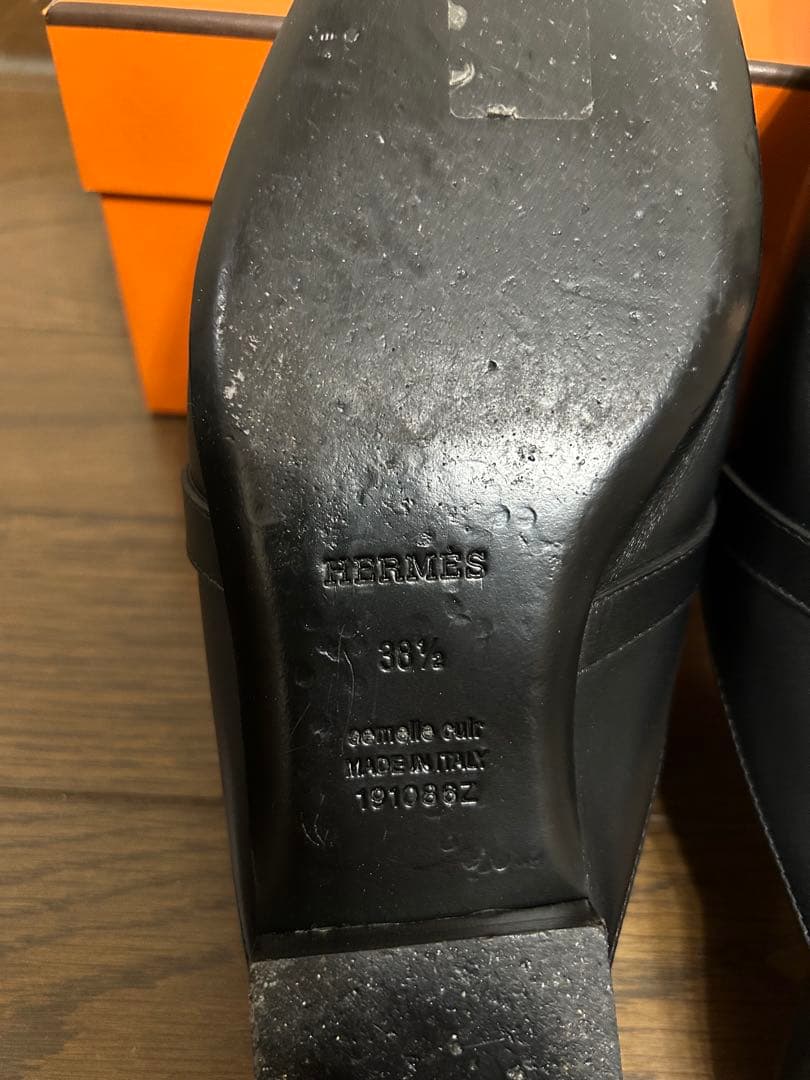 HERMÈS
38½
semelle cuir
MADE IN ITALY
191086Z